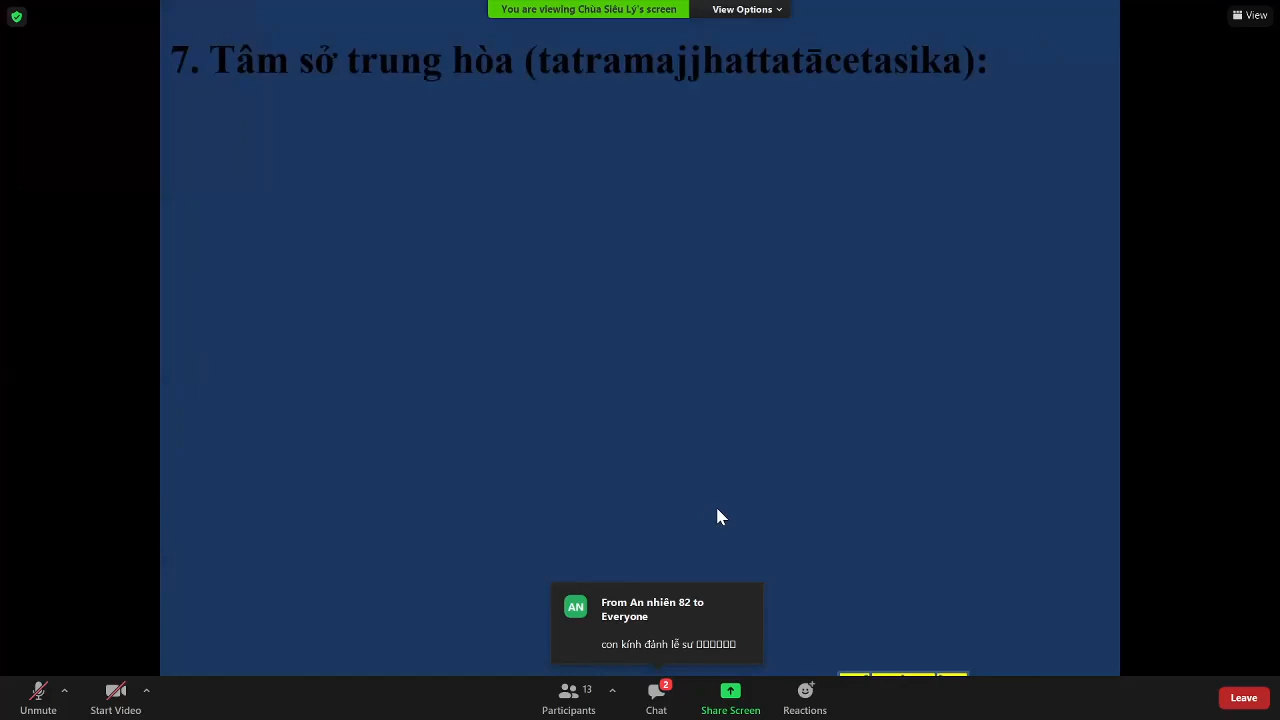 You are viewing Chùa Siêu Lý's screen
View Options
View
7. Tâm sở trung hòa (tatramajjhattatācetasika):
AN
From An nhiên 82 to
Everyone
con kính đảnh lễ sư □□□□□□
Unmute
Start Video
13
Participants
2
Chat
Share Screen
Reactions
Leave